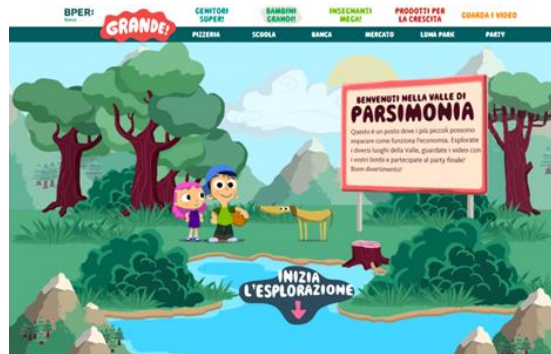 BPER:
Banca
GRANDE!
GENITORI
SUPER!
BAMBINI
GRANDI!
INSEGNANTI
MEGA!
PRODOTTI PER
LA CRESCITA
GUARDA I VIDEO
PIZZERIA
SCUOLA
BANCA
MERCATO
LUNA PARK
PARTY
BENVENUTI NELLA VALLE DI
PARSIMONIA
Questo è un posto dove i più piccoli possono
imparare come funziona l'economia. Esplorate
i diversi luoghi della Valle, guardate i video con
i vostri bimbi e partecipate al party finale!
Buon divertimento!
INIZIA
L'ESPLORAZIONE